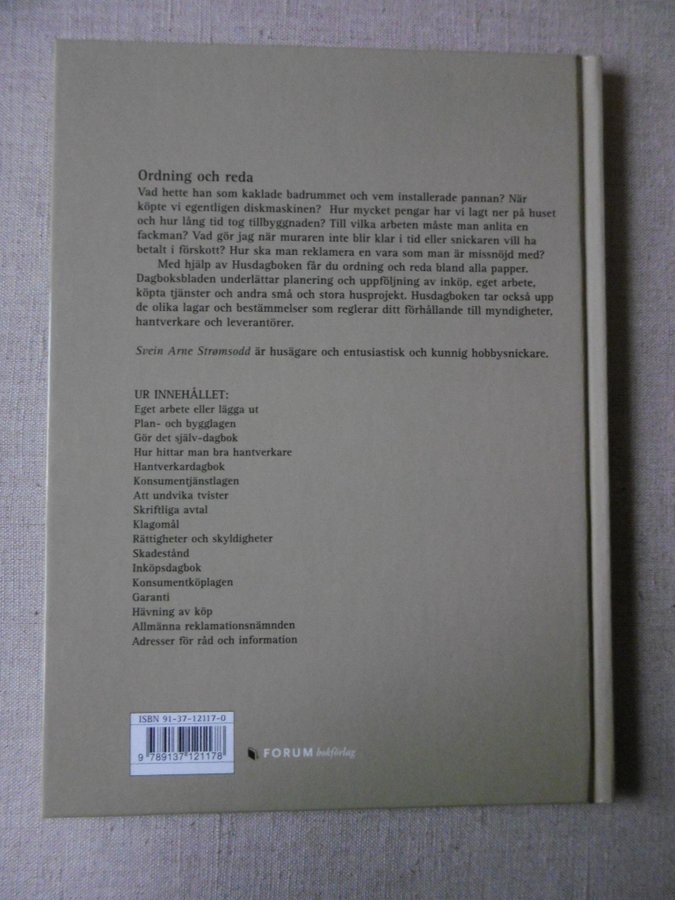 Ordning och reda
Vad hette han som kaklade badrummet och vem installerade pannan? När
köpte vi egentligen diskmaskinen? Hur mycket pengar har vi lagt ner på huset
och hur lång tid tog tillbyggnaden? Till vilka arbeten måste man anlita en
fackman? Vad gör jag när muraren inte blir klar i tid eller snickaren vill ha
betalt i förskott? Hur ska man reklamera en vara som man är missnöjd med?
Med hjälp av Husdagboken får du ordning och reda bland alla papper.
Dagboksbladen underlättar planering och uppföljning av inköp, eget arbete,
köpta tjänster och andra små och stora husprojekt. Husdagboken tar också upp
de olika lagar och bestämmelser som reglerar ditt förhållande till myndigheter,
hantverkare och leverantörer.
Svein Arne Strømsodd är husägare och entusiastisk och kunnig hobbysnickare.
UR INNEHÅLLET:
Eget arbete eller lägga ut
Plan- och bygglagen
Gör det själv-dagbok
Hur hittar man bra hantverkare
Hantverkardagbok
Konsumentjänstlagen
Att undvika tvister
Skriftliga avtal
Klagomål
Rättigheter och skyldigheter
Skadestånd
Inköpsdagbok
Konsumentköplagen
Garanti
Hävning av köp
Allmänna reklamationsnämnden
Adresser för råd och information
ISBN 91-37-12117-0
9 789137 121178
FORUM bokförlag